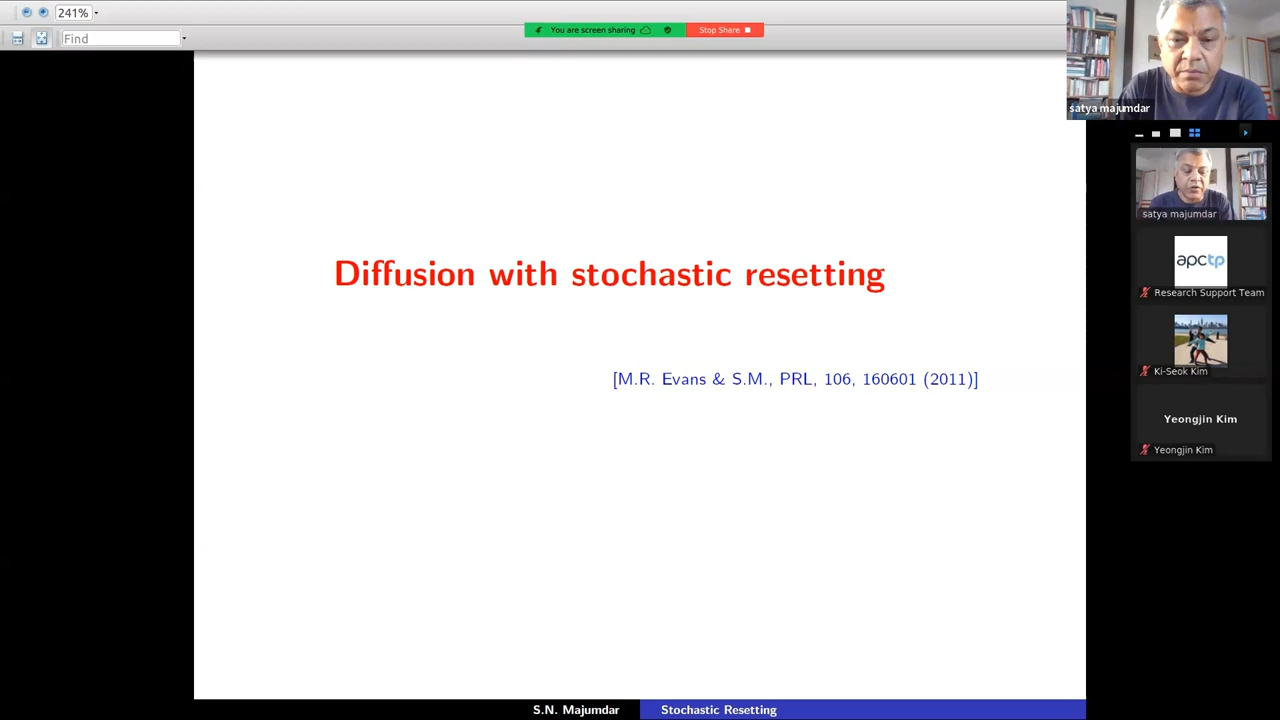 241%
You are screen sharing
Stop Share
Find
satya majumdar
satya majumdar
apctp
Research Support Team
Ki-Seok Kim
Yeongjin Kim
Yeongjin Kim
Diffusion with stochastic resetting
[M.R. Evans & S.M., PRL, 106, 160601 (2011)]
S.N. Majumdar
Stochastic Resetting